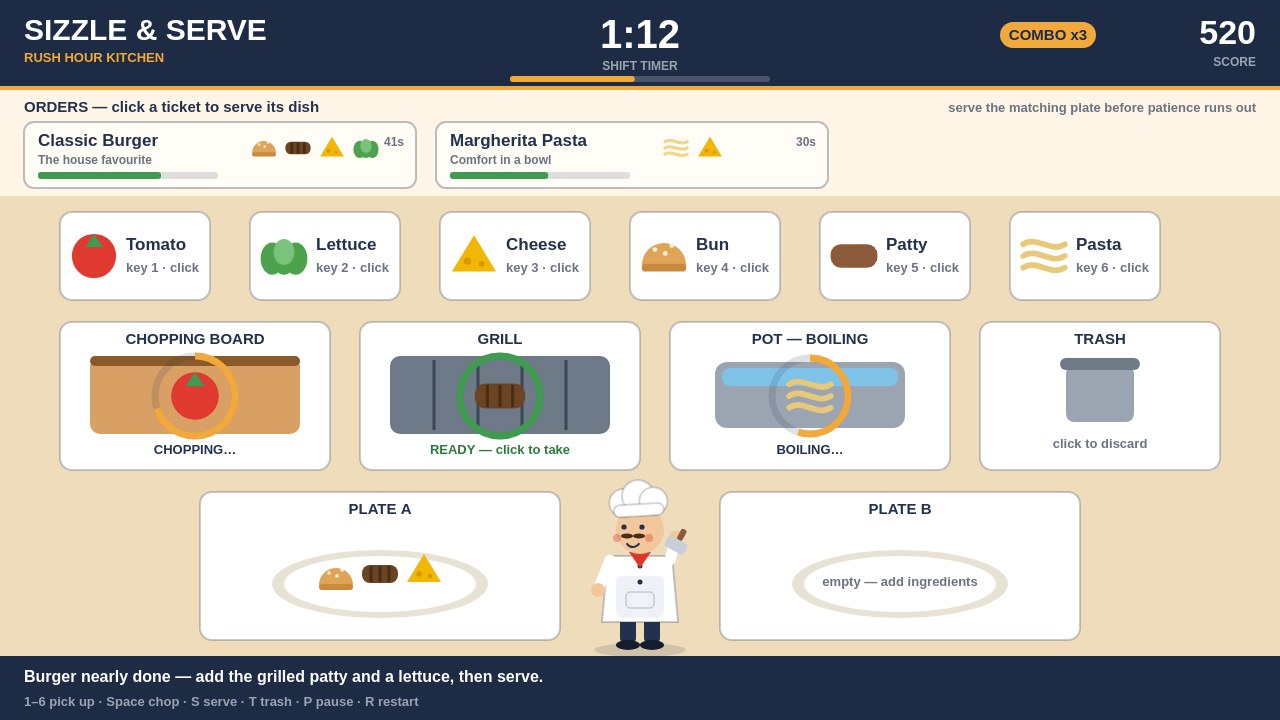 SIZZLE & SERVE
RUSH HOUR KITCHEN
1:12
SHIFT TIMER
COMBO x3
520
SCORE
ORDERS — click a ticket to serve its dish
serve the matching plate before patience runs out
Classic Burger
The house favourite
41s
Margherita Pasta
Comfort in a bowl
30s
Tomato
key 1 · click
Lettuce
key 2 · click
Cheese
key 3 · click
Bun
key 4 · click
Patty
key 5 · click
Pasta
key 6 · click
CHOPPING BOARD
CHOPPING…
GRILL
READY — click to take
POT — BOILING
BOILING…
TRASH
click to discard
PLATE A
PLATE B
empty — add ingredients
Burger nearly done — add the grilled patty and a lettuce, then serve.
1–6 pick up · Space chop · S serve · T trash · P pause · R restart